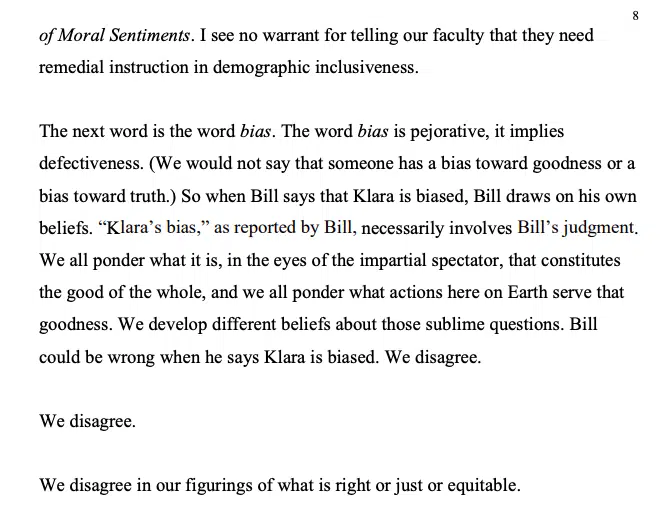 8
of Moral Sentiments. I see no warrant for telling our faculty that they need
remedial instruction in demographic inclusiveness.
The next word is the word bias. The word bias is pejorative, it implies
defectiveness. (We would not say that someone has a bias toward goodness or a
bias toward truth.) So when Bill says that Klara is biased, Bill draws on his own
beliefs. “Klara’s bias,” as reported by Bill, necessarily involves Bill’s judgment.
We all ponder what it is, in the eyes of the impartial spectator, that constitutes
the good of the whole, and we all ponder what actions here on Earth serve that
goodness. We develop different beliefs about those sublime questions. Bill
could be wrong when he says Klara is biased. We disagree.
We disagree.
We disagree in our figurings of what is right or just or equitable.